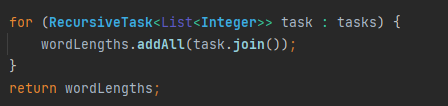 for (RecursiveTask<List<Integer>> task : tasks) {
    wordLengths.addAll(task.join());
}
return wordLengths;